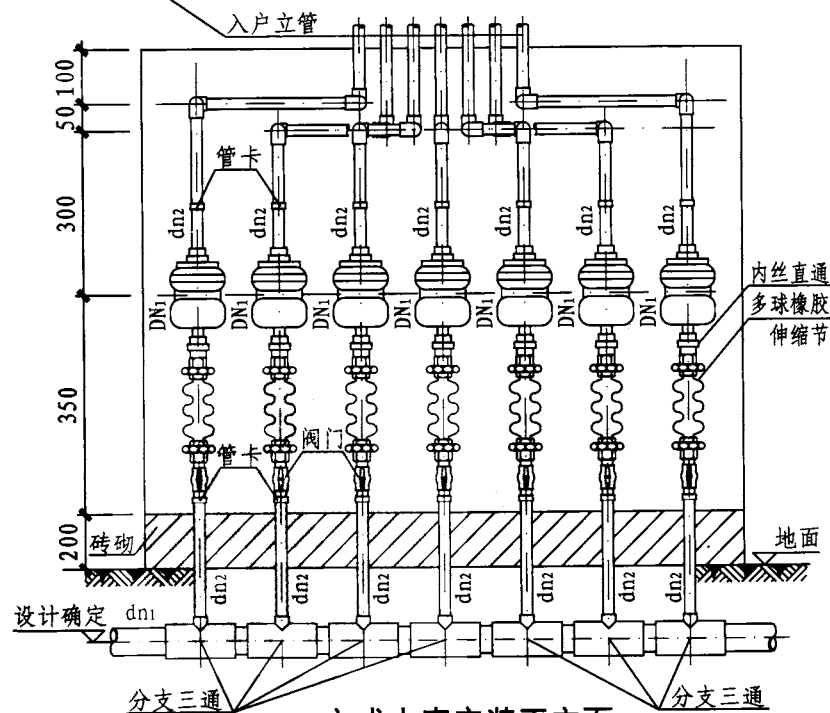 入户立管
100
50
300
350
200
管卡
dn2
dn2
dn2
dn2
dn2
dn2
dn2
DN1
DN1
DN1
DN1
DN1
DN1
DN1
内丝直通
多球橡胶
伸缩节
管卡
阀门
砖砌
地面
dn2
dn2
dn2
dn2
dn2
dn2
dn2
设计确定 dn1
分支三通
分支三通